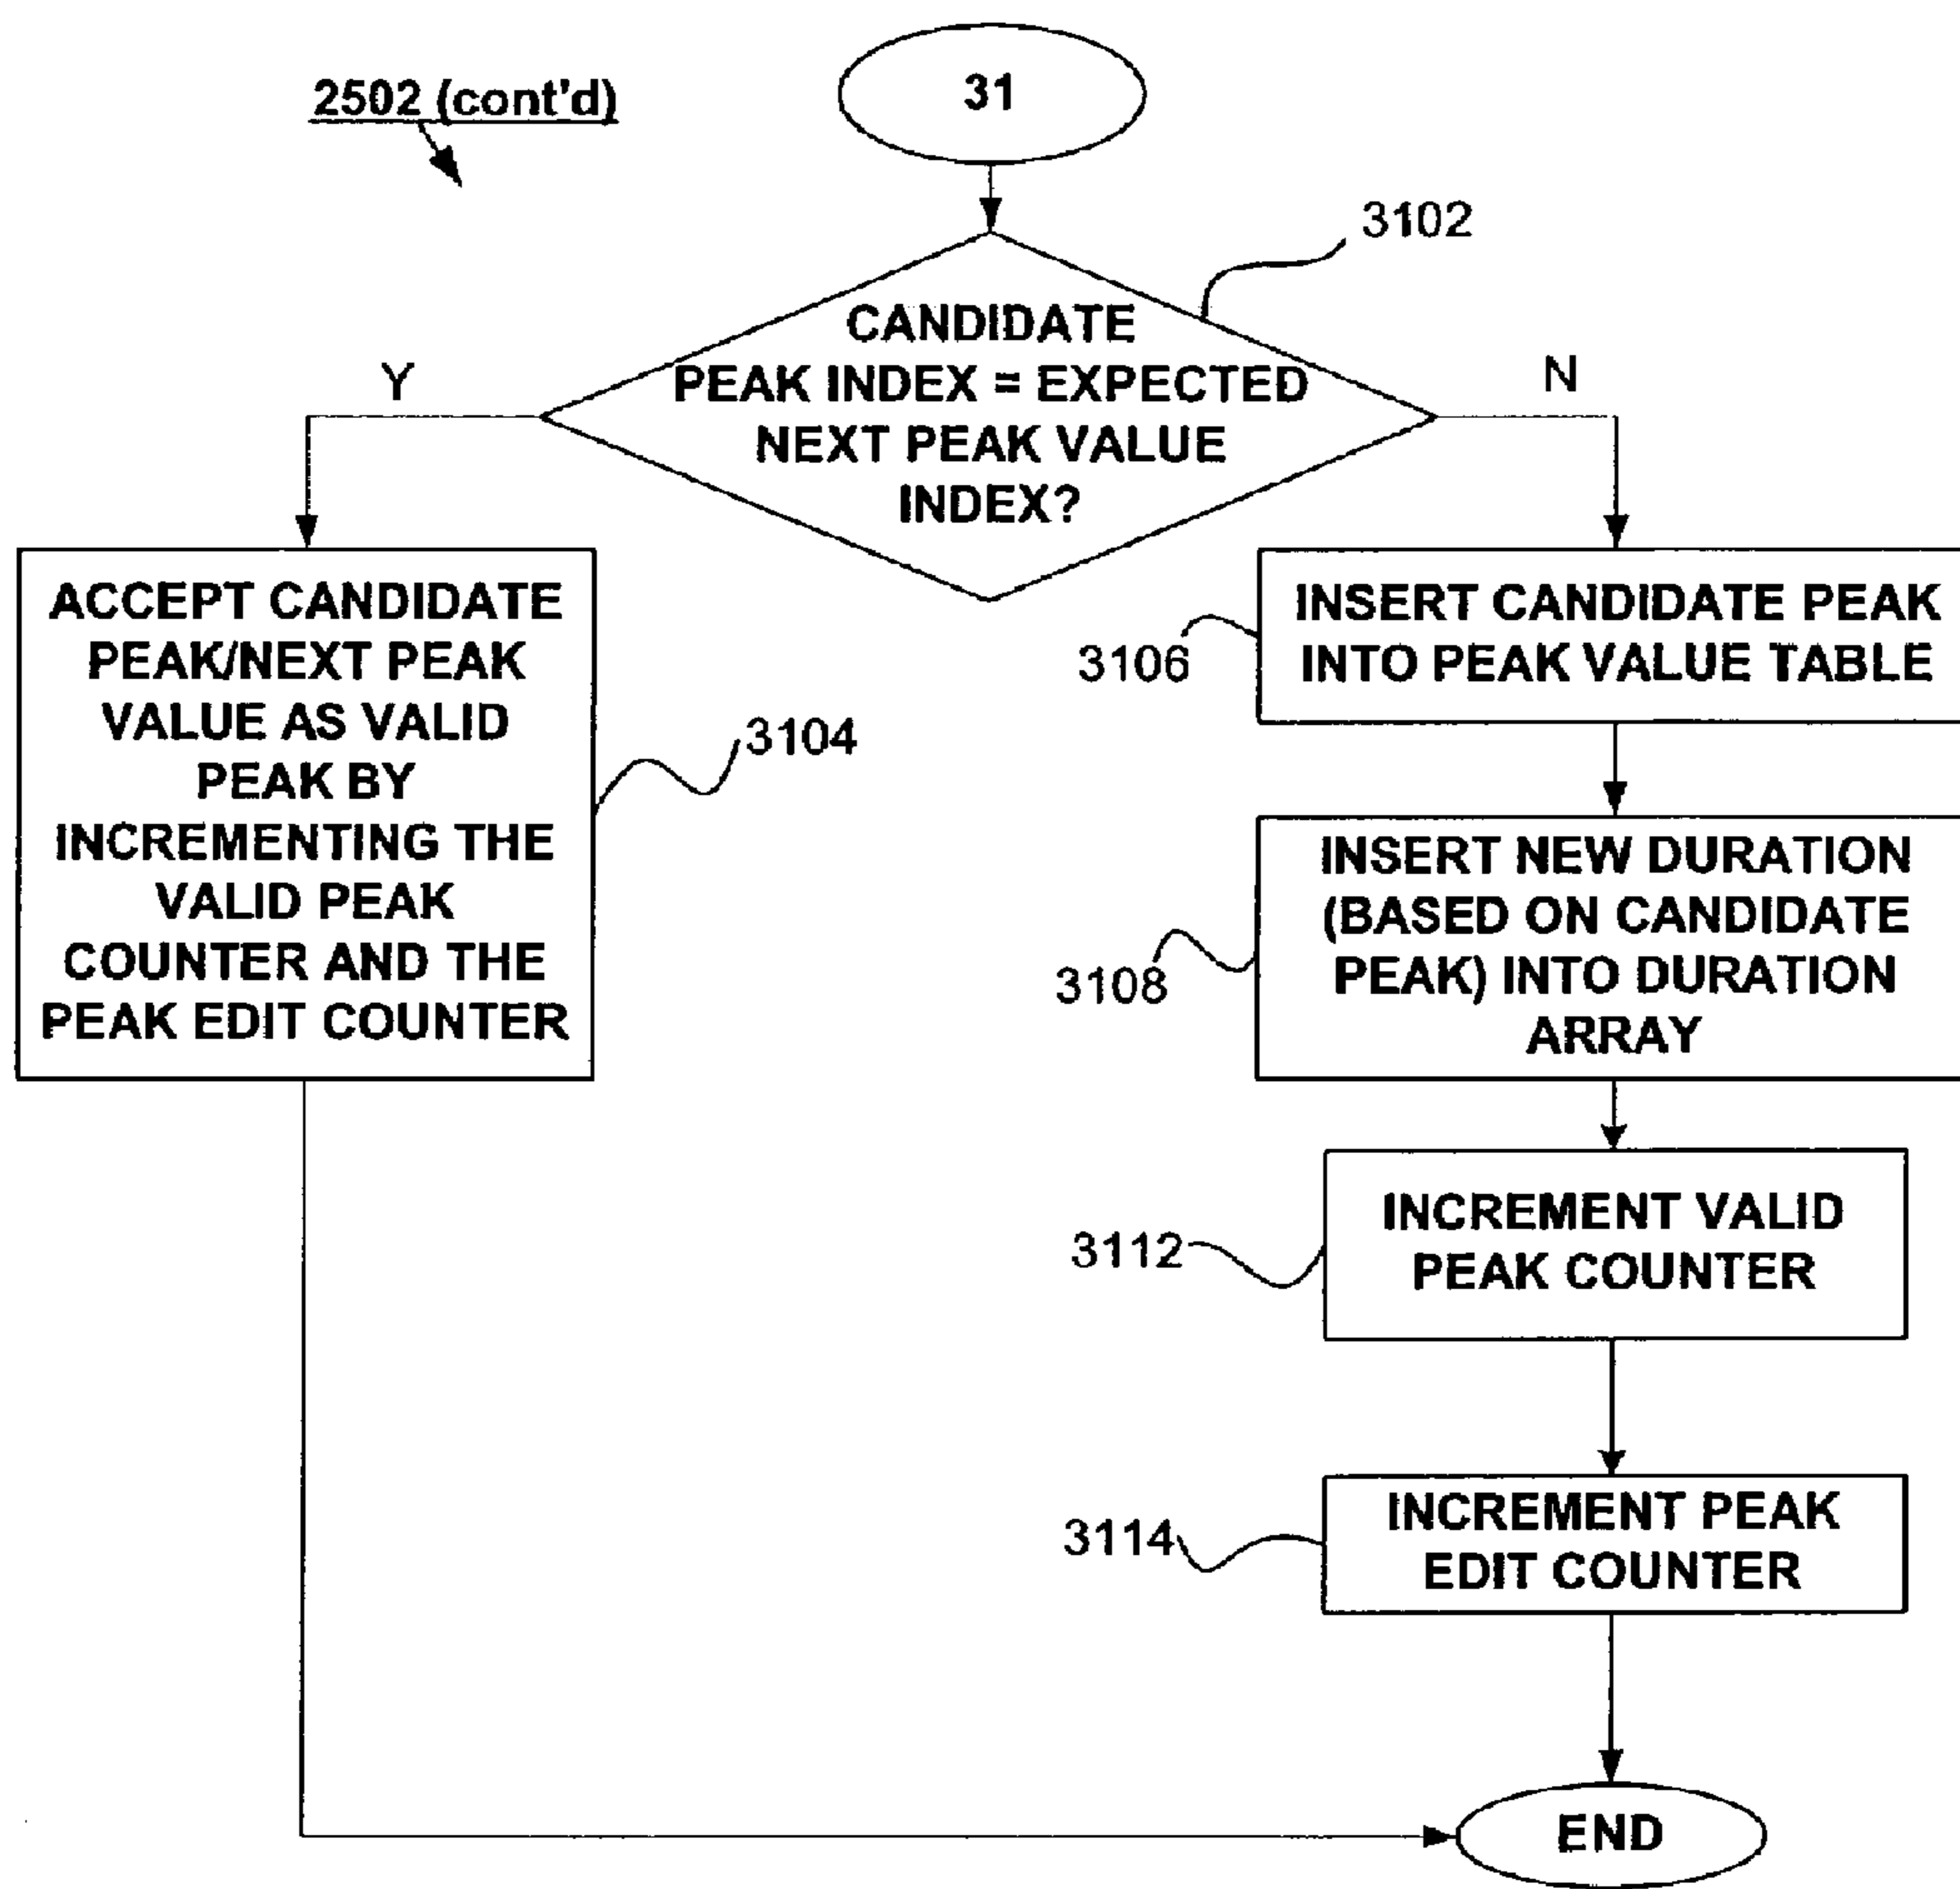 2502 (cont'd)
31
3102
CANDIDATE
PEAK INDEX = EXPECTED
NEXT PEAK VALUE
INDEX?
Y
N
ACCEPT CANDIDATE
PEAK/NEXT PEAK
VALUE AS VALID
PEAK BY
INCREMENTING THE
VALID PEAK
COUNTER AND THE
PEAK EDIT COUNTER
3104
INSERT CANDIDATE PEAK
INTO PEAK VALUE TABLE
3106
INSERT NEW DURATION
(BASED ON CANDIDATE
PEAK) INTO DURATION
ARRAY
3108
INCREMENT VALID
PEAK COUNTER
3112
INCREMENT PEAK
EDIT COUNTER
3114
END